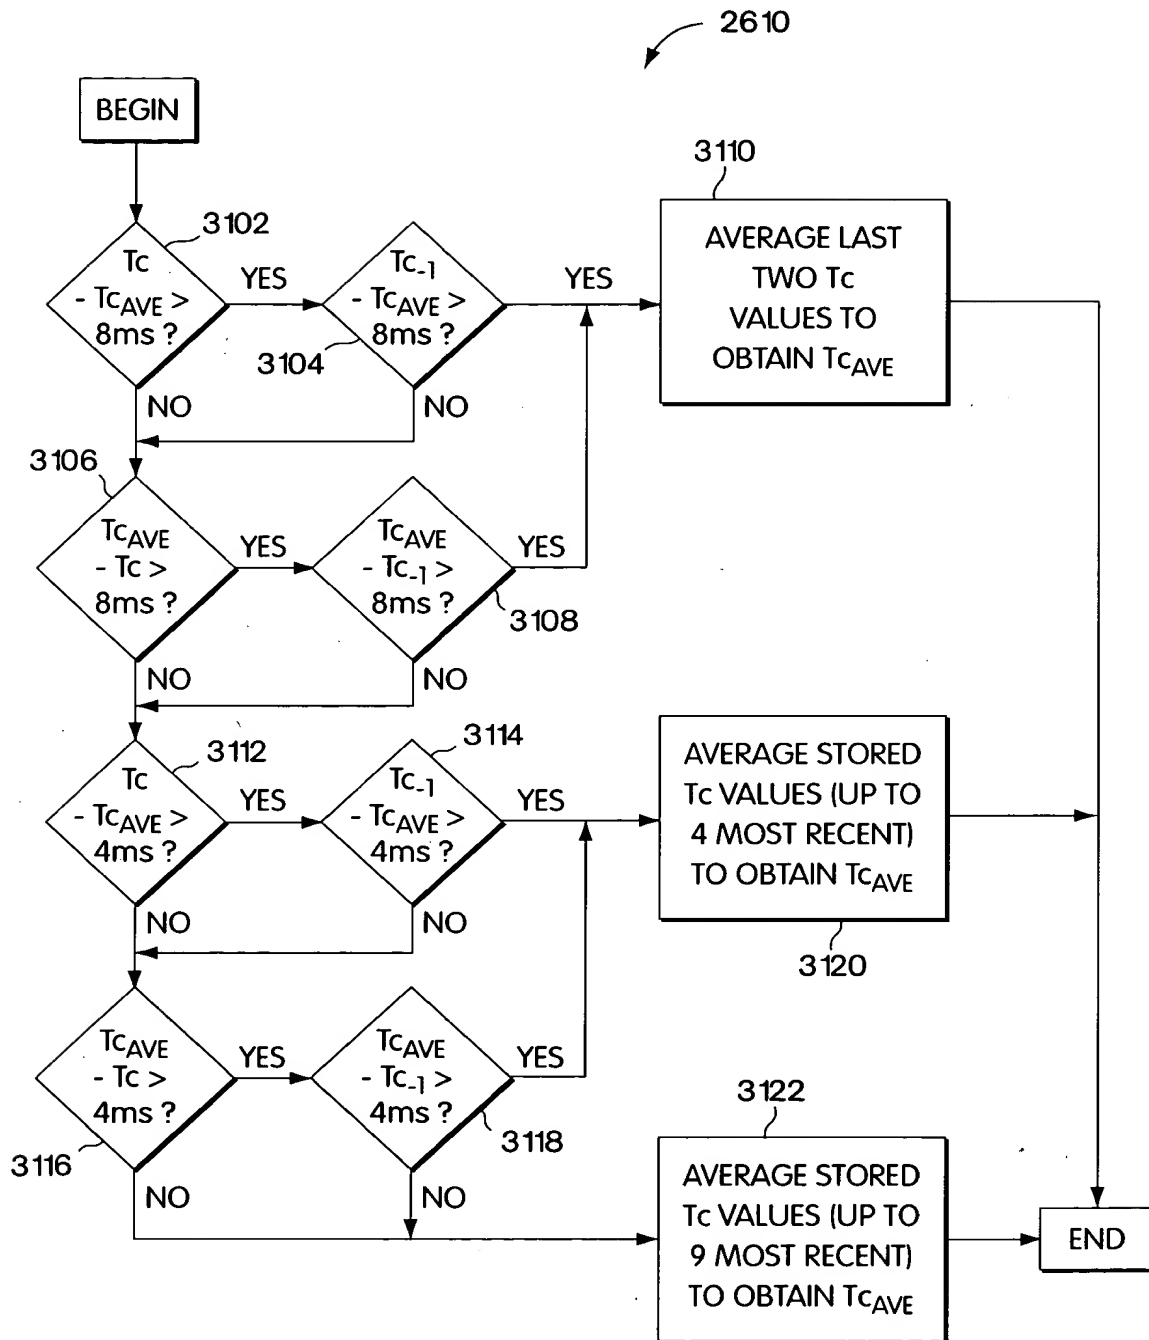 2610
BEGIN
3102
Tc
- TcAVE >
8ms ?
YES
NO
Tc-1
- TcAVE >
8ms ?
3104
YES
NO
3110
AVERAGE LAST
TWO Tc
VALUES TO
OBTAIN TcAVE
3106
TcAVE
- Tc >
8ms ?
YES
NO
TcAVE
- Tc-1 >
8ms ?
YES
3108
NO
3112
Tc
- TcAVE >
4ms ?
YES
NO
3114
Tc-1
- TcAVE >
4ms ?
YES
NO
AVERAGE STORED
Tc VALUES (UP TO
4 MOST RECENT)
TO OBTAIN TcAVE
3120
TcAVE
- Tc >
4ms ?
3116
YES
NO
TcAVE
- Tc-1 >
4ms ?
YES
3118
NO
3122
AVERAGE STORED
Tc VALUES (UP TO
9 MOST RECENT)
TO OBTAIN TcAVE
END